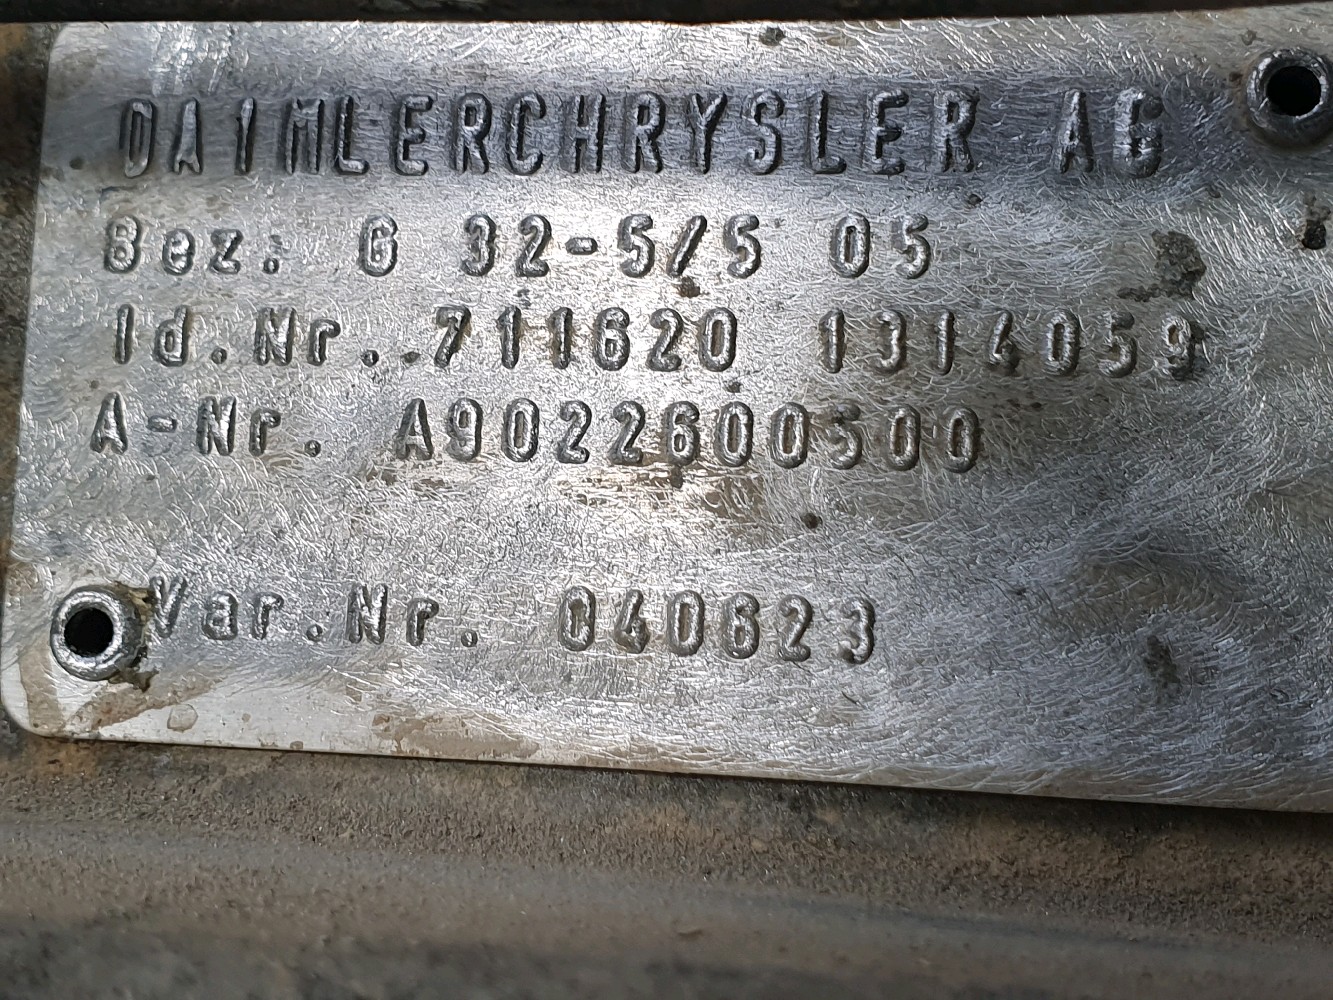 DAIMLERCHRYSLER AG
Bez: G 32-5/5 05
Id.Nr. 711620 1314059
A-Nr. A9022600500
Var.Nr. 040623